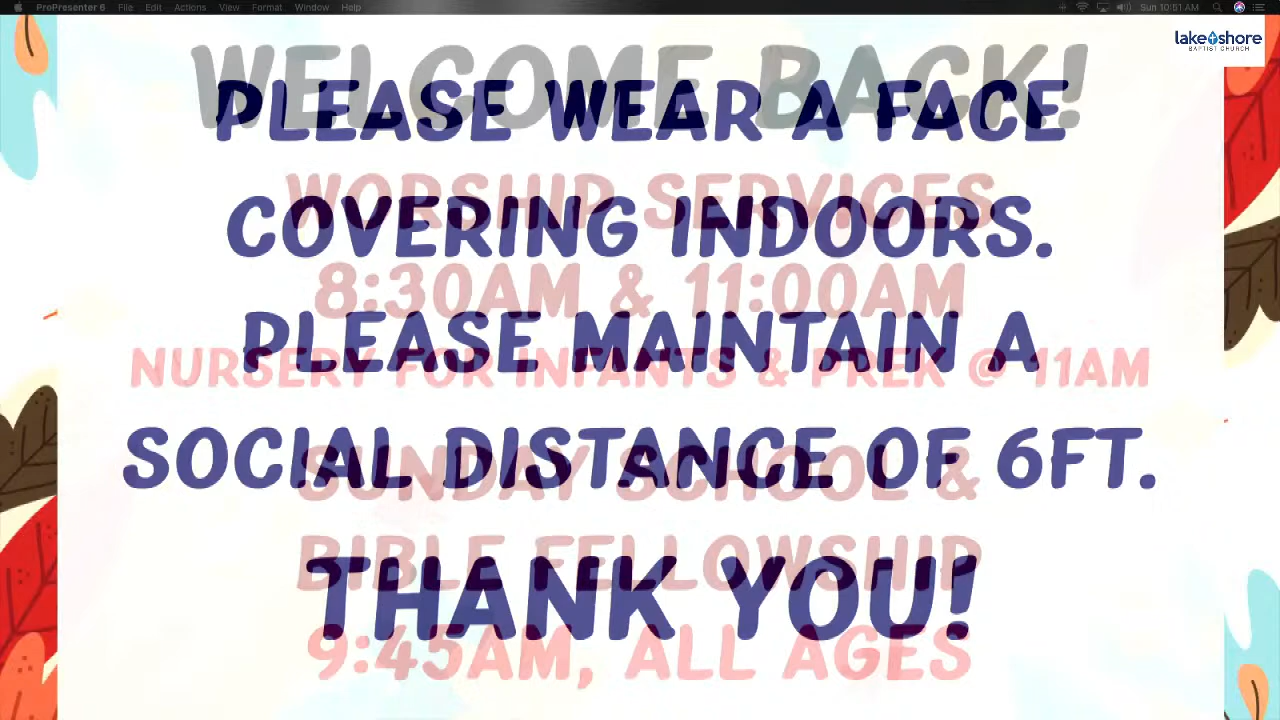 ProPresenter 6 File Edit Actions View Format Window Help Sun 10:51 AM
lake shore
BAPTIST CHURCH
WELCOME BACK!
PLEASE WEAR A FACE
WORSHIP SERVICES
COVERING INDOORS.
8:30AM & 11:00AM
PLEASE MAINTAIN A
NURSERY FOR INFANTS & PREK @ 11AM
SOCIAL DISTANCE OF 6FT.
SUNDAY SCHOOL &
BIBLE FELLOWSHIP
THANK YOU!
9:45AM, ALL AGES